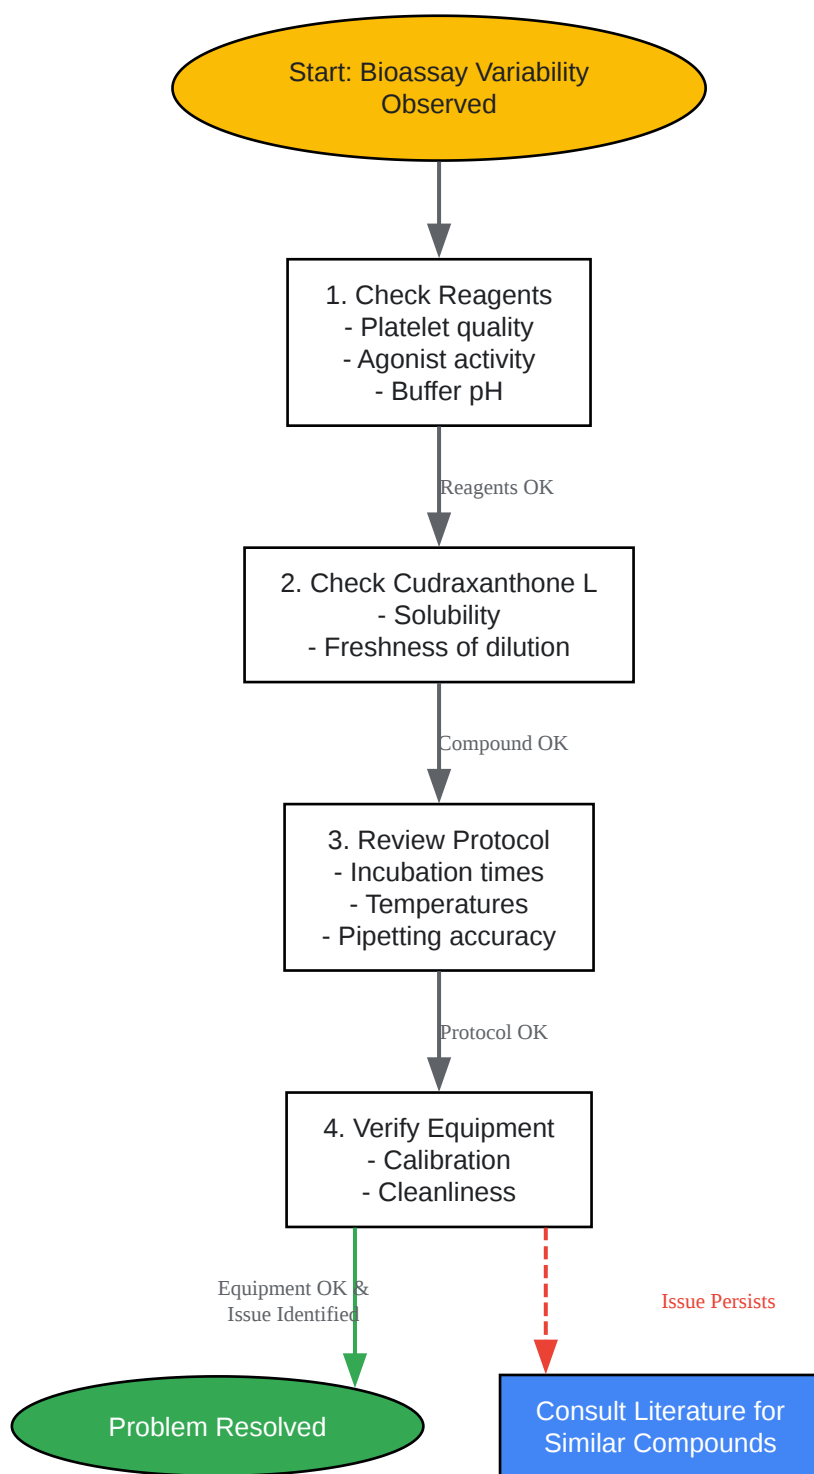 Start: Bioassay Variability
Observed
1. Check Reagents
- Platelet quality
- Agonist activity
- Buffer pH
Reagents OK
2. Check Cudraxanthone L
- Solubility
- Freshness of dilution
Compound OK
3. Review Protocol
- Incubation times
- Temperatures
- Pipetting accuracy
Protocol OK
4. Verify Equipment
- Calibration
- Cleanliness
Equipment OK &
Issue Identified
Issue Persists
Problem Resolved
Consult Literature for
Similar Compounds